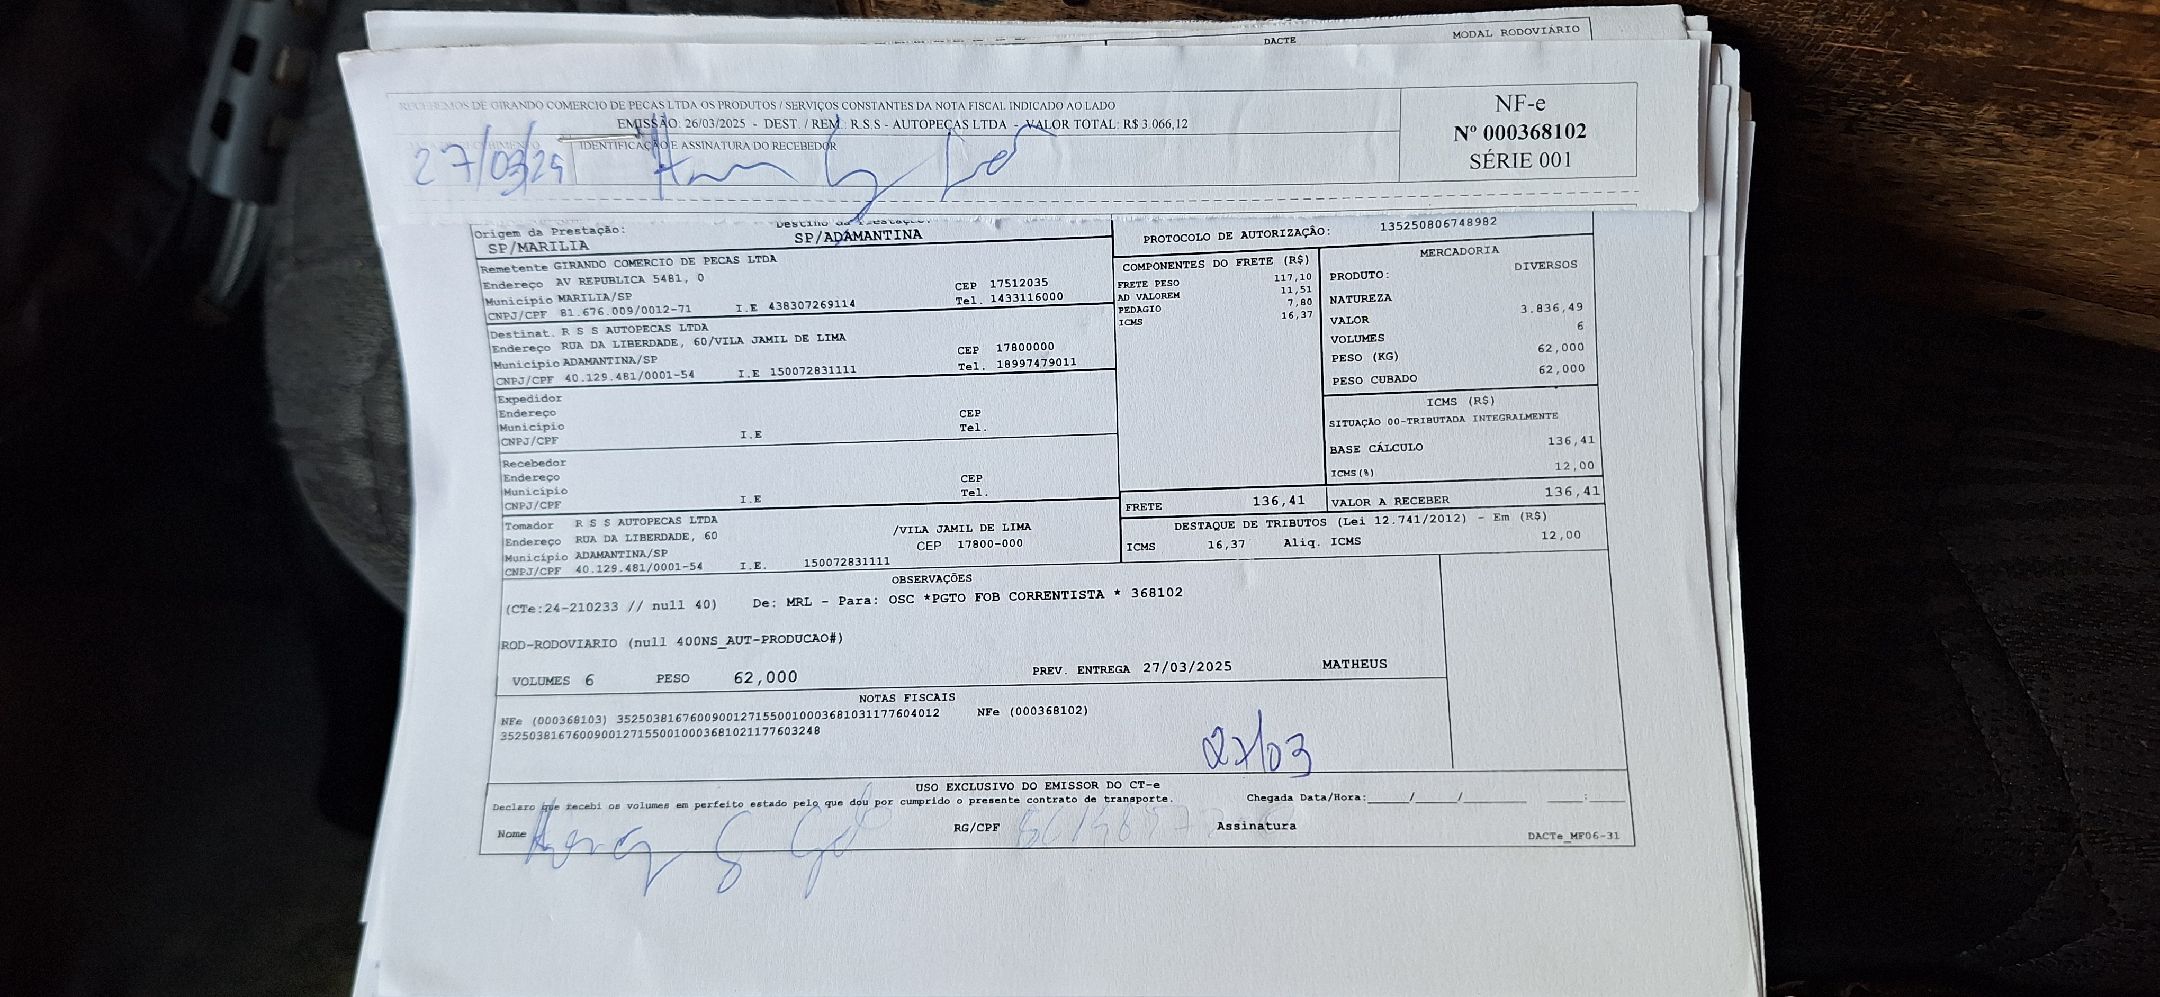 DACTE
MODAL RODOVIÁRIO
RECEBEMOS DE GIRANDO COMERCIO DE PECAS LTDA OS PRODUTOS / SERVIÇOS CONSTANTES DA NOTA FISCAL INDICADO AO LADO
EMISSÃO: 26/03/2025 - DEST. / REM.: R.S.S - AUTOPECAS LTDA - VALOR TOTAL: R$ 3.066,12
IDENTIFICAÇÃO E ASSINATURA DO RECEBEDOR
27/03/25
NF-e
Nº 000368102
SÉRIE 001
Origem da Prestação:
SP/MARILIA
Destino da Prestação:
SP/ADAMANTINA
PROTOCOLO DE AUTORIZAÇÃO: 135250806748982
Remetente GIRANDO COMERCIO DE PECAS LTDA
Endereço AV REPUBLICA 5481, 0 CEP 17512035
Município MARILIA/SP Tel. 1433116000
CNPJ/CPF 81.676.009/0012-71 I.E 438307269114
Destinat. R S S AUTOPECAS LTDA
Endereço RUA DA LIBERDADE, 60/VILA JAMIL DE LIMA CEP 17800000
Município ADAMANTINA/SP Tel. 18997479011
CNPJ/CPF 40.129.481/0001-54 I.E 150072831111
Expedidor
Endereço CEP
Município Tel.
CNPJ/CPF I.E
Recebedor
Endereço CEP
Município Tel.
CNPJ/CPF I.E
Tomador R S S AUTOPECAS LTDA
Endereço RUA DA LIBERDADE, 60 /VILA JAMIL DE LIMA
Município ADAMANTINA/SP CEP 17800-000
CNPJ/CPF 40.129.481/0001-54 I.E. 150072831111
COMPONENTES DO FRETE (R$)
FRETE PESO 117,10
AD VALOREM 11,51
PEDAGIO 7,80
ICMS 16,37
MERCADORIA
PRODUTO: DIVERSOS
NATUREZA
VALOR 3.836,49
VOLUMES 6
PESO (KG) 62,000
PESO CUBADO 62,000
ICMS (R$)
SITUAÇÃO 00-TRIBUTADA INTEGRALMENTE
BASE CÁLCULO 136,41
ICMS(%) 12,00
FRETE 136,41
VALOR A RECEBER 136,41
DESTAQUE DE TRIBUTOS (Lei 12.741/2012) - Em (R$)
ICMS 16,37 Aliq. ICMS 12,00
OBSERVAÇÕES
(CTe:24-210233 // null 40) De: MRL - Para: OSC *PGTO FOB CORRENTISTA * 368102
ROD-RODOVIARIO (null 400NS_AUT-PRODUCAO#)
VOLUMES 6 PESO 62,000 PREV. ENTREGA 27/03/2025 MATHEUS
NOTAS FISCAIS
NFe (000368103) 35250381676009001271550010003681031177604012 NFe (000368102)
35250381676009001271550010003681021177603248
27/03
USO EXCLUSIVO DO EMISSOR DO CT-e
Declaro que recebi os volumes em perfeito estado pelo que dou por cumprido o presente contrato de transporte. Chegada Data/Hora:____/____/____ ____:____
Nome RG/CPF Assinatura
DACTe_MF06-31